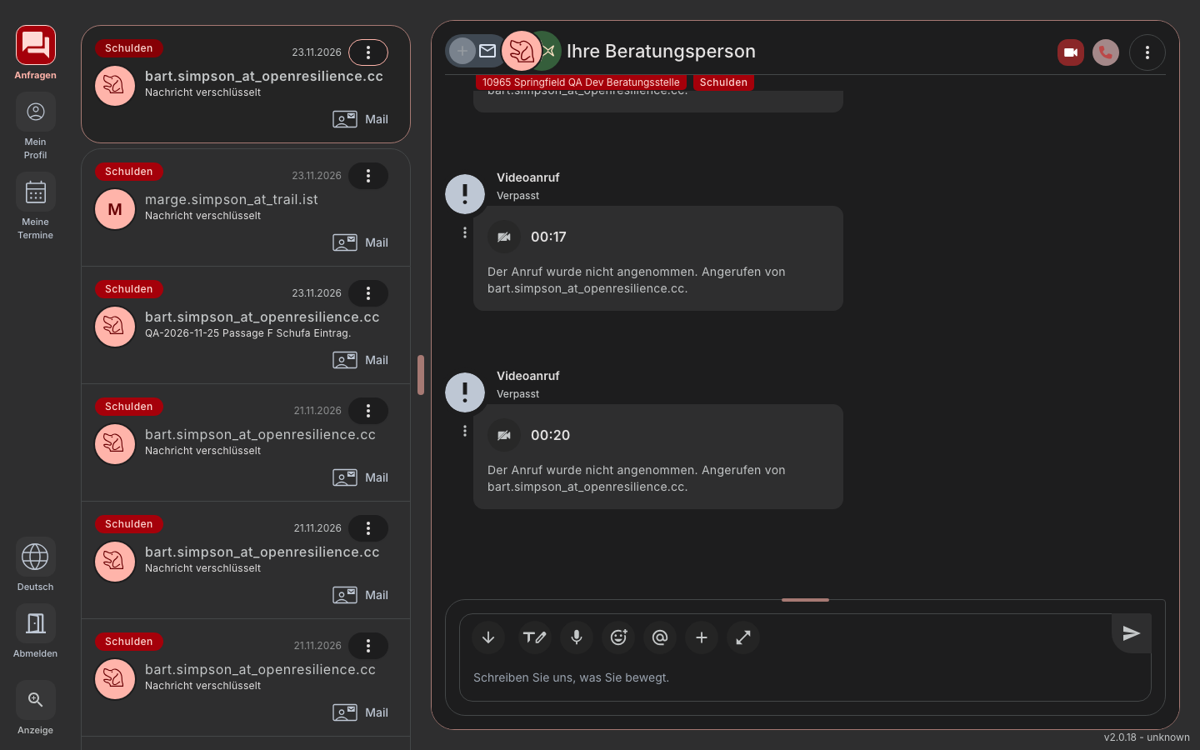 Anfragen
Mein
Profil
Meine
Termine
Deutsch
Abmelden
Anzeige
Schulden
23.11.2026
bart.simpson_at_openresilience.cc
Nachricht verschlüsselt
Mail
Schulden
23.11.2026
M
marge.simpson_at_trail.ist
Nachricht verschlüsselt
Mail
Schulden
23.11.2026
bart.simpson_at_openresilience.cc
QA-2026-11-25 Passage F Schufa Eintrag.
Mail
Schulden
21.11.2026
bart.simpson_at_openresilience.cc
Nachricht verschlüsselt
Mail
Schulden
21.11.2026
bart.simpson_at_openresilience.cc
Nachricht verschlüsselt
Mail
Schulden
21.11.2026
bart.simpson_at_openresilience.cc
Nachricht verschlüsselt
Mail
Ihre Beratungsperson
10965 Springfield QA Dev Beratungsstelle
Schulden
bart.simpson_at_openresilience.cc.
Videoanruf
Verpasst
00:17
Der Anruf wurde nicht angenommen. Angerufen von
bart.simpson_at_openresilience.cc.
Videoanruf
Verpasst
00:20
Der Anruf wurde nicht angenommen. Angerufen von
bart.simpson_at_openresilience.cc.
Schreiben Sie uns, was Sie bewegt.
v2.0.18 - unknown